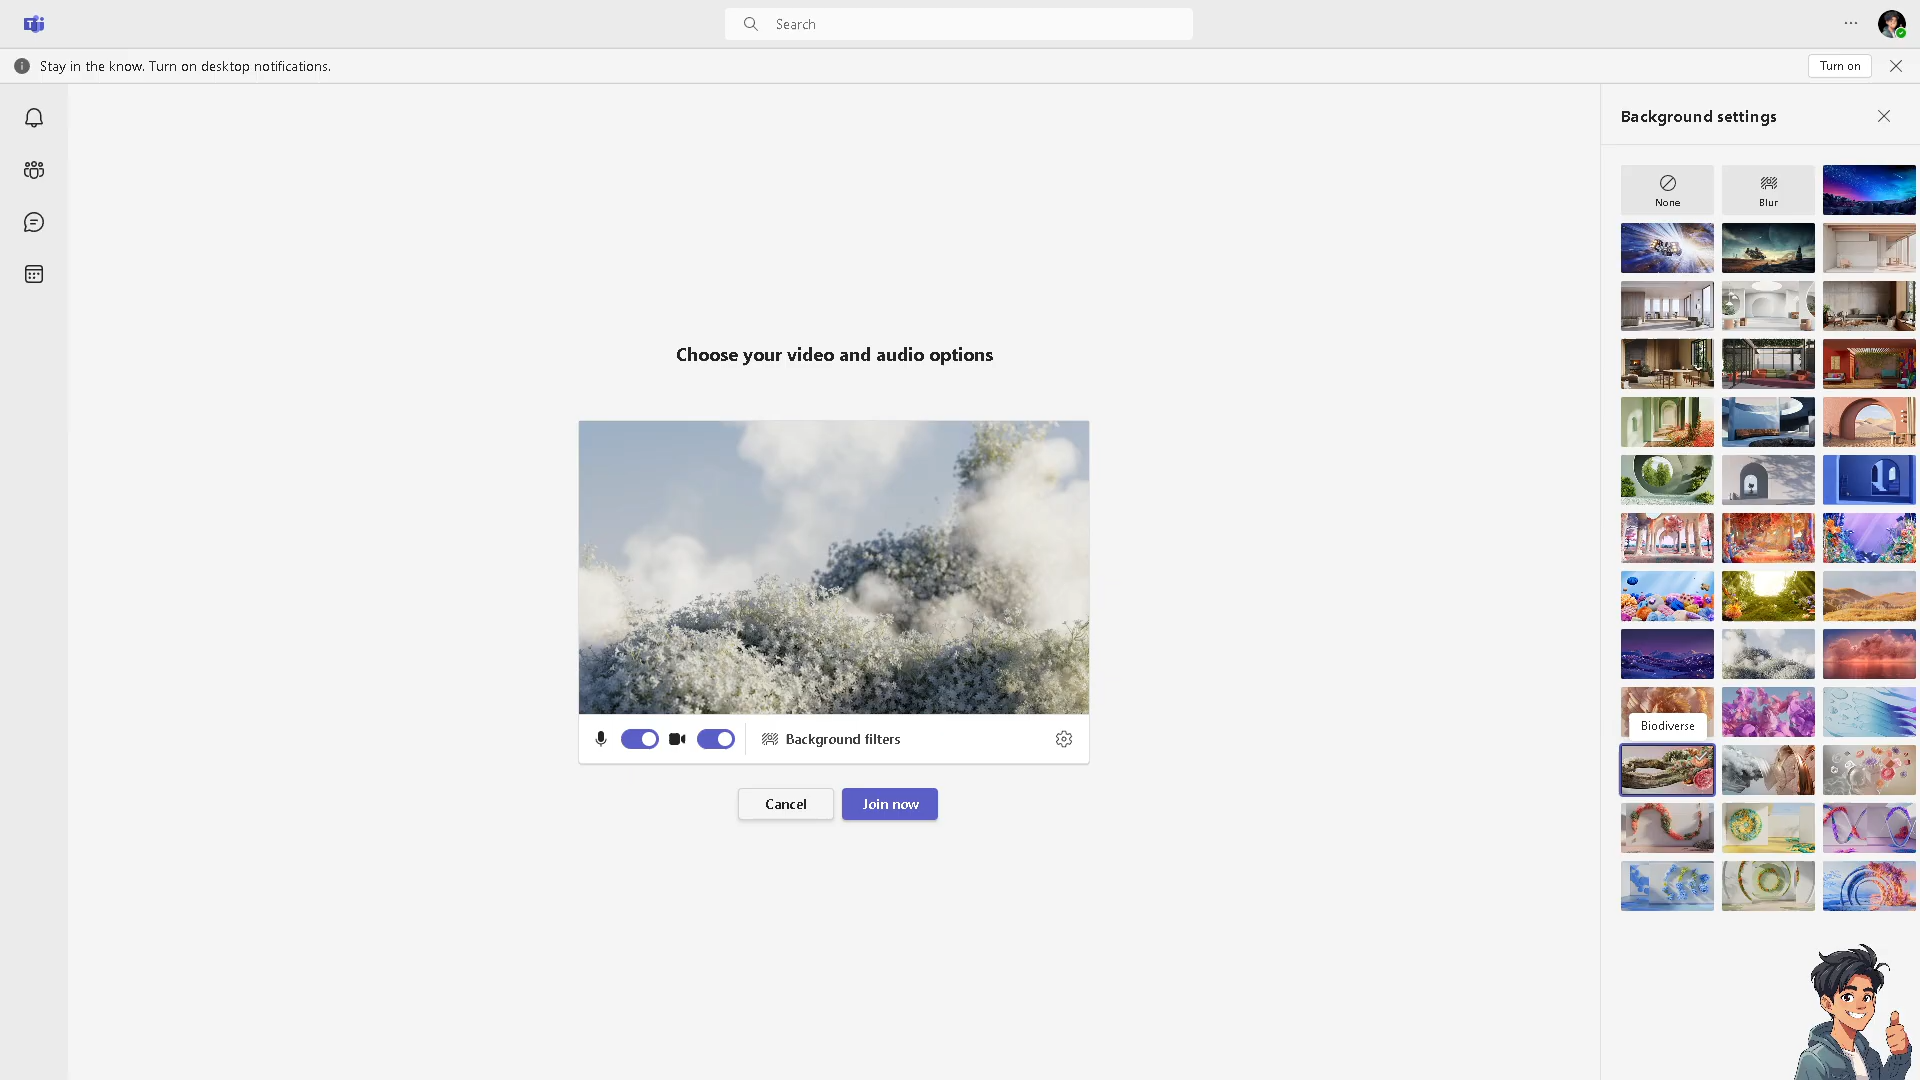 Search
Stay in the know. Turn on desktop notifications.
Turn on
Background settings
None
Blur
Choose your video and audio options
Biodiverse
Background filters
Cancel
Join now